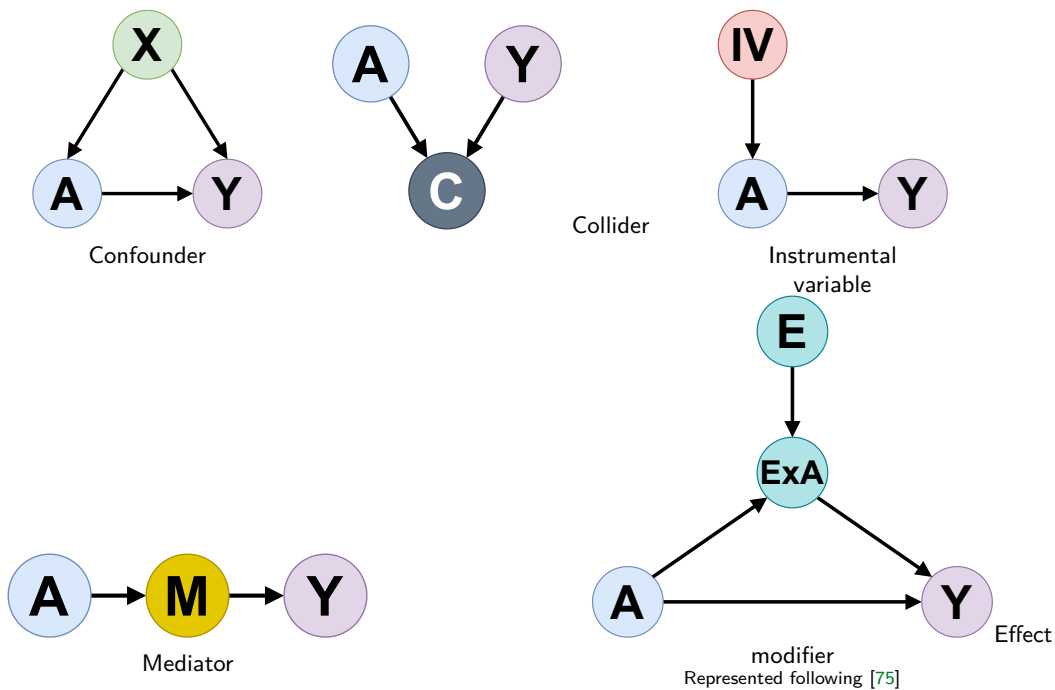 X
A
Y
Confounder
A
Y
C
Collider
IV
A
Y
Instrumental
variable
A
M
Y
Mediator
E
ExA
A
Y
Effect
modifier
Represented following [75]